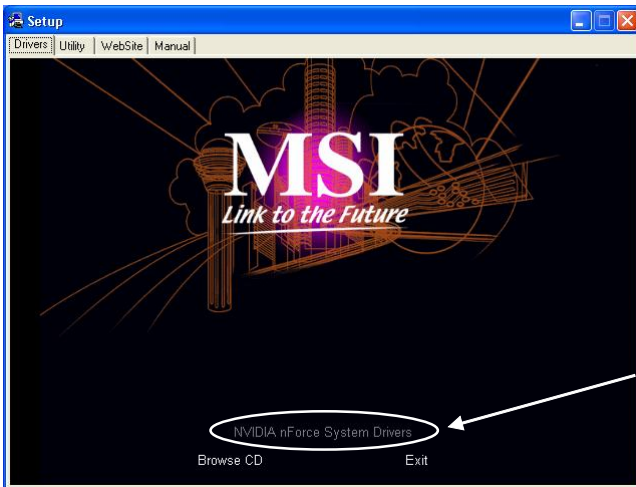 Setup
Drivers Utility WebSite Manual
MSI
Link to the Future
NVIDIA nForce System Drivers
Browse CD Exit